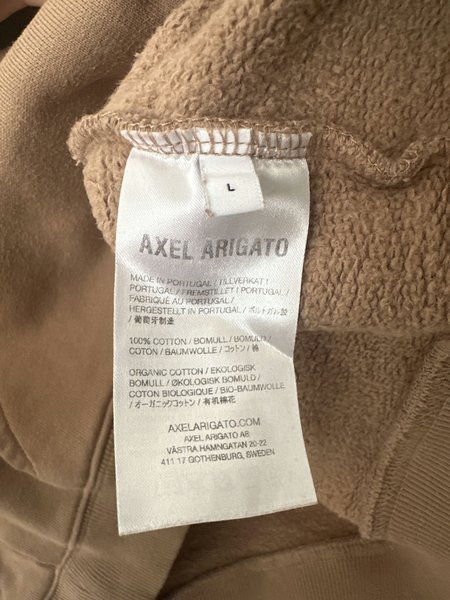 L
AXEL ARIGATO
MADE IN PORTUGAL / TILLVERKAT I
PORTUGAL / FREMSTILLET I PORTUGAL /
FABRIQUÉ AU PORTUGAL /
HERGESTELLT IN PORTUGAL / ポルトガル製
/ 葡萄牙制造
100% COTTON / BOMULL / BOMULD /
COTON / BAUMWOLLE / コットン / 棉
ORGANIC COTTON / EKOLOGISK
BOMULL / ØKOLOGISK BOMULD /
COTON BIOLOGIQUE / BIO-BAUMWOLLE
/ オーガニックコットン / 有机棉花
AXELARIGATO.COM
AXEL ARIGATO AB
VÄSTRA HAMNGATAN 20-22
411 17 GOTHENBURG, SWEDEN